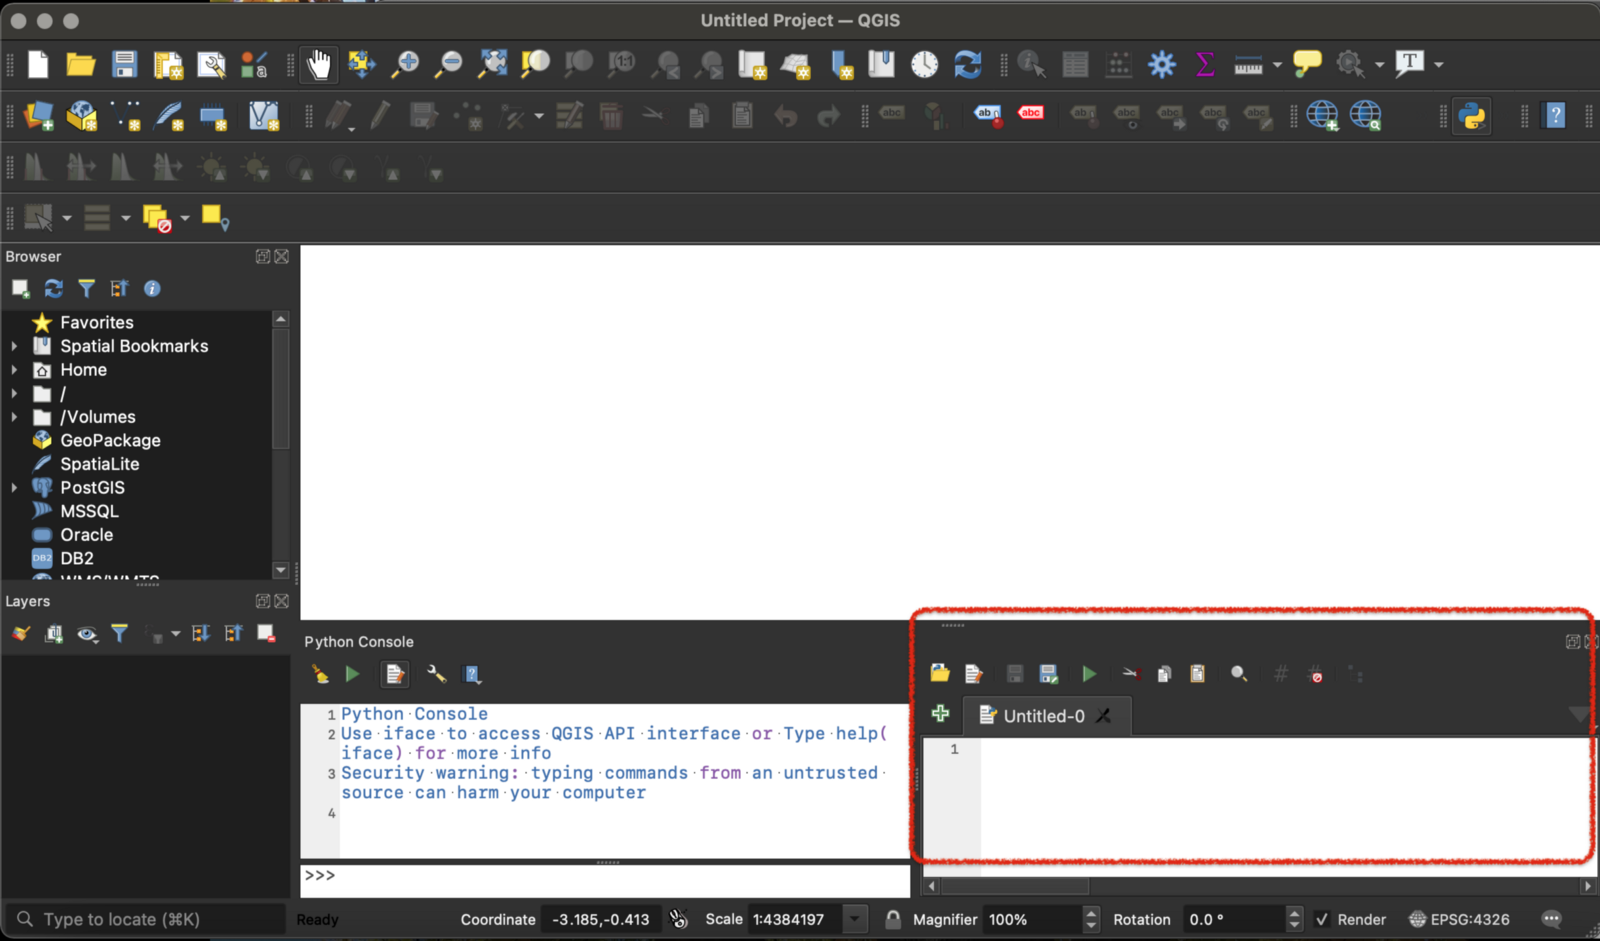 Untitled Project — QGIS
Browser
Favorites
Spatial Bookmarks
Home
/
/Volumes
GeoPackage
SpatiaLite
PostGIS
MSSQL
Oracle
DB2
DB2
WMS/WMTS
Layers
Python Console
1 Python Console
2 Use iface to access QGIS API interface or Type help(
iface) for more info
3 Security warning: typing commands from an untrusted
source can harm your computer
4
>>>
Untitled-0
1
Type to locate (⌘K)
Ready
Coordinate -3.185,-0.413
Scale 1:4384197
Magnifier 100%
Rotation 0.0 °
Render
EPSG:4326